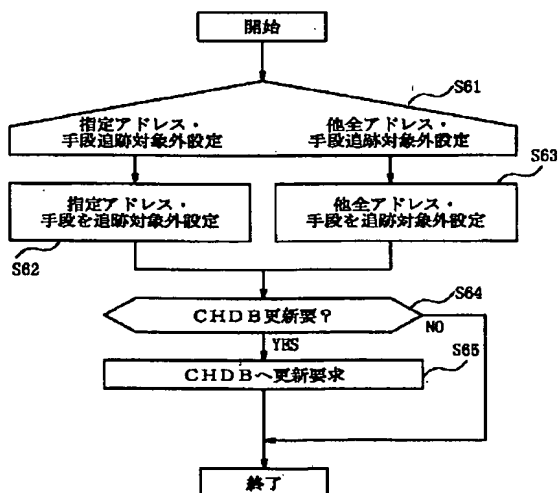 開始
S61
指定アドレス・
手段追跡対象外設定
他全アドレス・
手段追跡対象外設定
S63
指定アドレス・
手段を追跡対象外設定
他全アドレス・
手段を追跡対象外設定
S62
S64
CHDB更新要?
NO
YES
S65
CHDBへ更新要求
終了